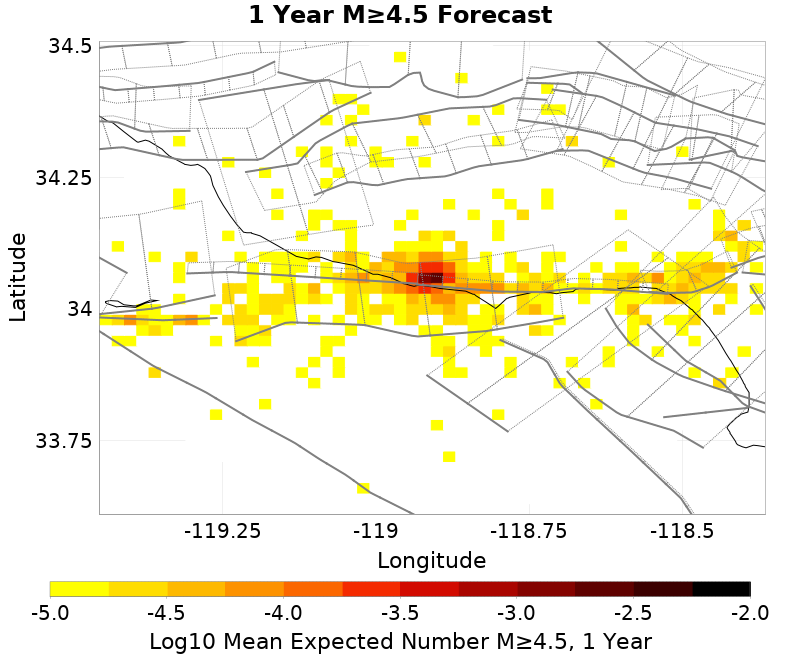 1 Year M≥4.5 Forecast
34.5
34.25
34
33.75
Latitude
-119.25 -119 -118.75 -118.5
Longitude
-5.0 -4.5 -4.0 -3.5 -3.0 -2.5 -2.0
Log10 Mean Expected Number M≥4.5, 1 Year